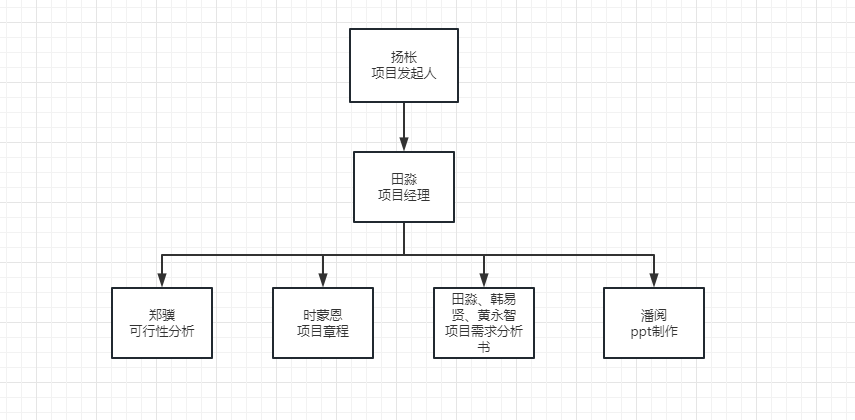 扬枨
项目发起人
田淼
项目经理
郑骥
可行性分析
时蒙恩
项目章程
田淼、韩易
贤、黄永智
项目需求分析
书
潘阅
ppt制作